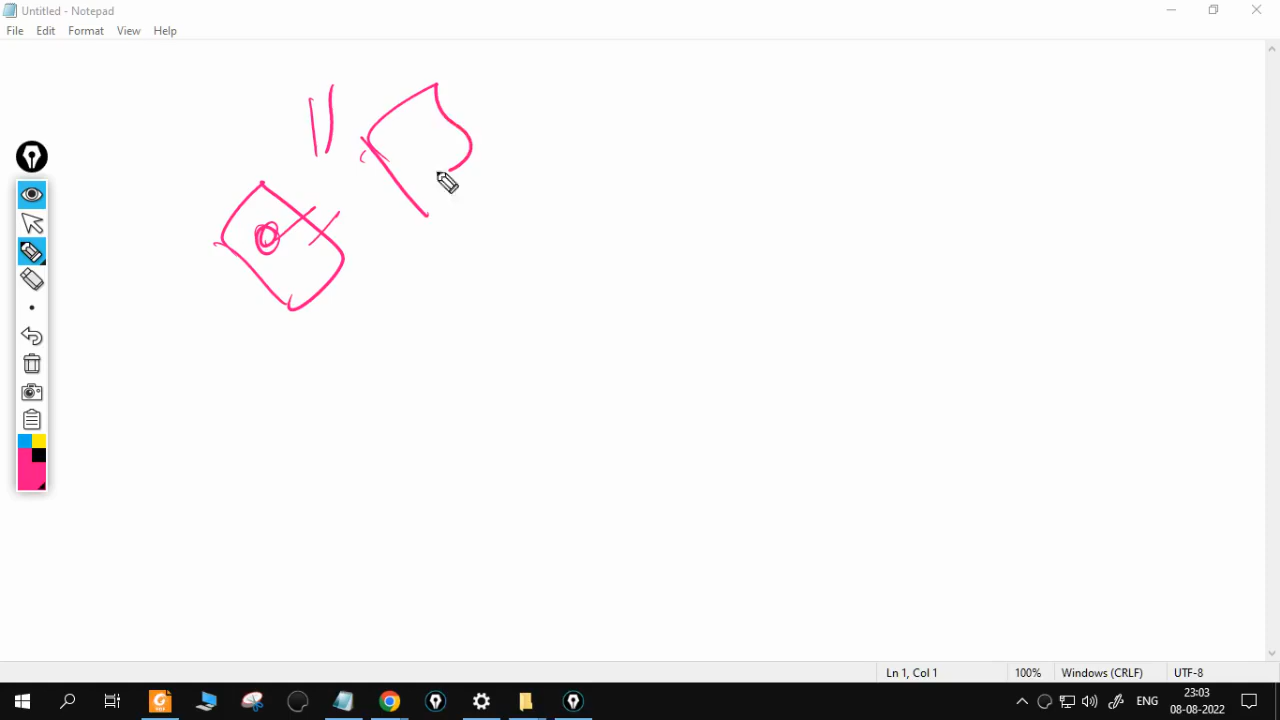 Untitled - Notepad
File Edit Format View Help
Ln 1, Col 1 100% Windows (CRLF) UTF-8
ENG 23:03
08-08-2022